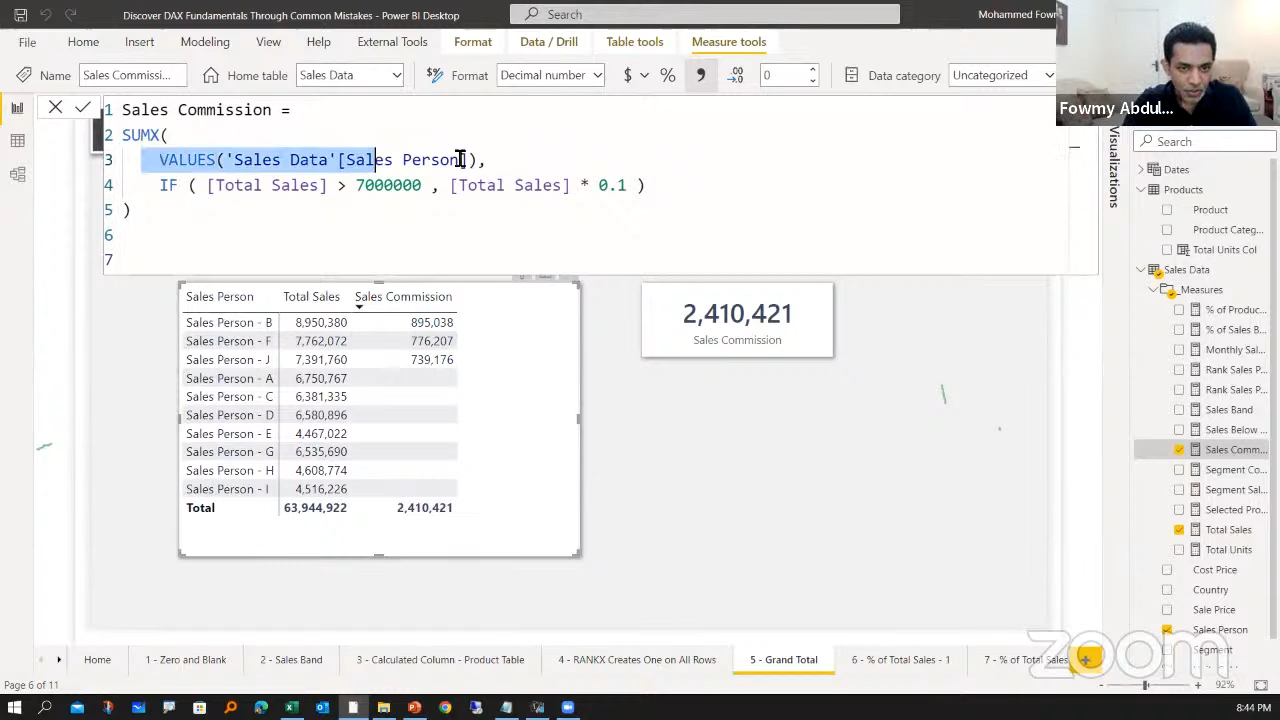 Discover DAX Fundamentals with Common Mistakes - Power BI Desktop
Search
Mohammed Fow
File Home Insert Modeling View Help External Tools Format Data / Drill Table tools Measure tools
Name Sales Commissi... Home table Sales Data Format Decimal number $ % , 0 Data category Uncategorized
Fowmy Abdul...
1 Sales Commission =
2 SUMX(
3 VALUES('Sales Data'[Sales Person]),
4 IF ( [Total Sales] > 7000000 , [Total Sales] * 0.1 )
5 )
6
7
Sales Person Total Sales Sales Commission
Sales Person - B 8,950,380 895,038
Sales Person - F 7,762,072 776,207
Sales Person - J 7,391,760 739,176
Sales Person - A 6,750,767
Sales Person - C 6,381,335
Sales Person - D 6,580,896
Sales Person - E 4,467,022
Sales Person - G 6,535,690
Sales Person - H 4,608,774
Sales Person - I 4,516,226
Total 63,944,922 2,410,421
2,410,421
Sales Commission
Visualizations
Search
Dates
Products
Product
Product Categ...
Total Units Col
Sales Data
_Measures
% of Produc...
% of Sales B...
Monthly Sal...
Rank Sales P...
Rank Sales P...
Sales Band
Sales Below ...
Sales Comm...
Segment Co...
Segment Sal...
Selected Pro...
Total Sales
Total Units
Cost Price
Country
Sale Price
Sales Person
Segment
zoom
Home 1 - Zero and Blank 2 - Sales Band 3 - Calculated Column - Product Table 4 - RANKX Creates One on All Rows 5 - Grand Total 6 - % of Total Sales - 1 7 - % of Total Sales
Page 6 of 11
92%
8:44 PM